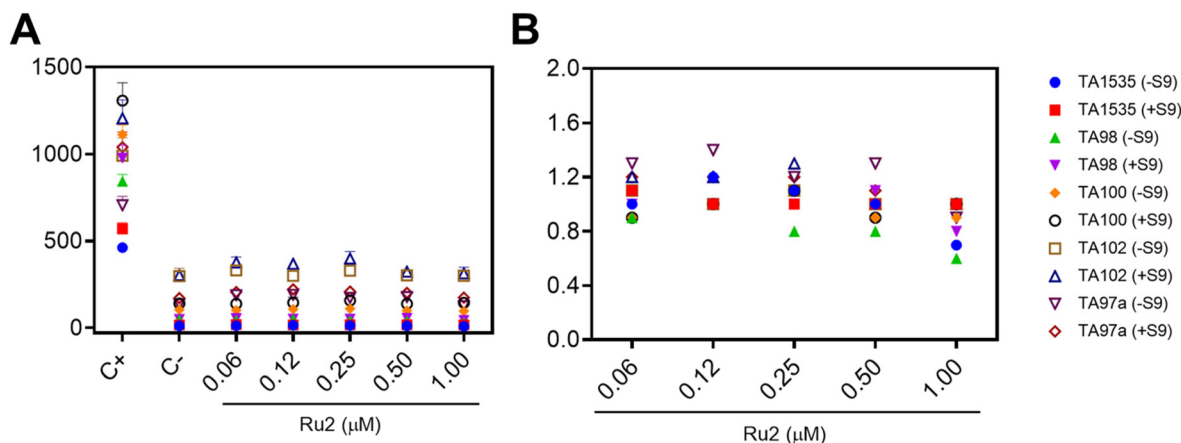 A
1500
1000
500
0
C+
C-
0.06
0.12
0.25
0.50
1.00
Ru2 (μM)
B
2.0
1.6
1.2
0.8
0.4
0.0
0.06
0.12
0.25
0.50
1.00
Ru2 (μM)
TA1535 (-S9)
TA1535 (+S9)
TA98 (-S9)
TA98 (+S9)
TA100 (-S9)
TA100 (+S9)
TA102 (-S9)
TA102 (+S9)
TA97a (-S9)
TA97a (+S9)